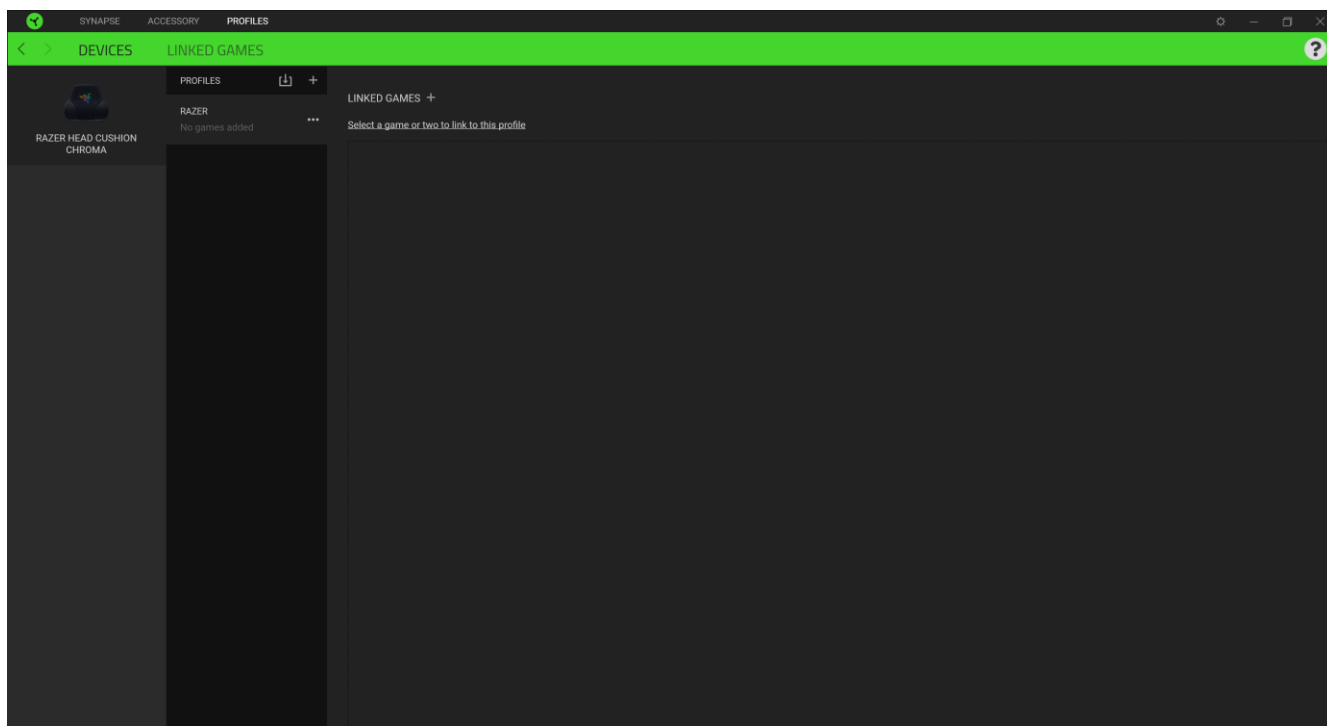 SYNAPSE ACCESSORY PROFILES
DEVICES LINKED GAMES
?
RAZER HEAD CUSHION
CHROMA
PROFILES
RAZER
No games added
LINKED GAMES +
Select a game or two to link to this profile